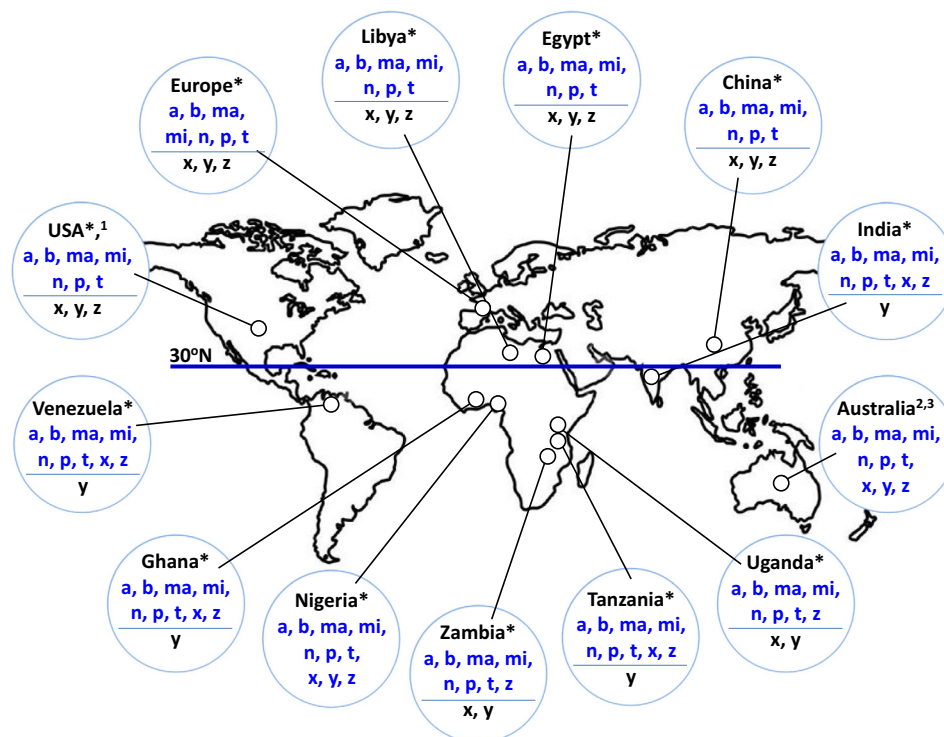 Libya*
a, b, ma, mi,
n, p, t
x, y, z
Egypt*
a, b, ma, mi,
n, p, t
x, y, z
Europe*
a, b, ma,
mi, n, p, t
x, y, z
China*
a, b, ma, mi,
n, p, t
x, y, z
USA*,¹
a, b, ma, mi,
n, p, t
x, y, z
India*
a, b, ma, mi,
n, p, t, x, z
y
30°N
Venezuela*
a, b, ma, mi,
n, p, t, x, z
y
Australia²,³
a, b, ma, mi,
n, p, t,
x, y, z
Ghana*
a, b, ma, mi,
n, p, t, x, z
y
Nigeria*
a, b, ma, mi,
n, p, t,
x, y, z
Zambia*
a, b, ma, mi,
n, p, t, z
x, y
Tanzania*
a, b, ma, mi,
n, p, t, x, z
y
Uganda*
a, b, ma, mi,
n, p, t, z
x, y